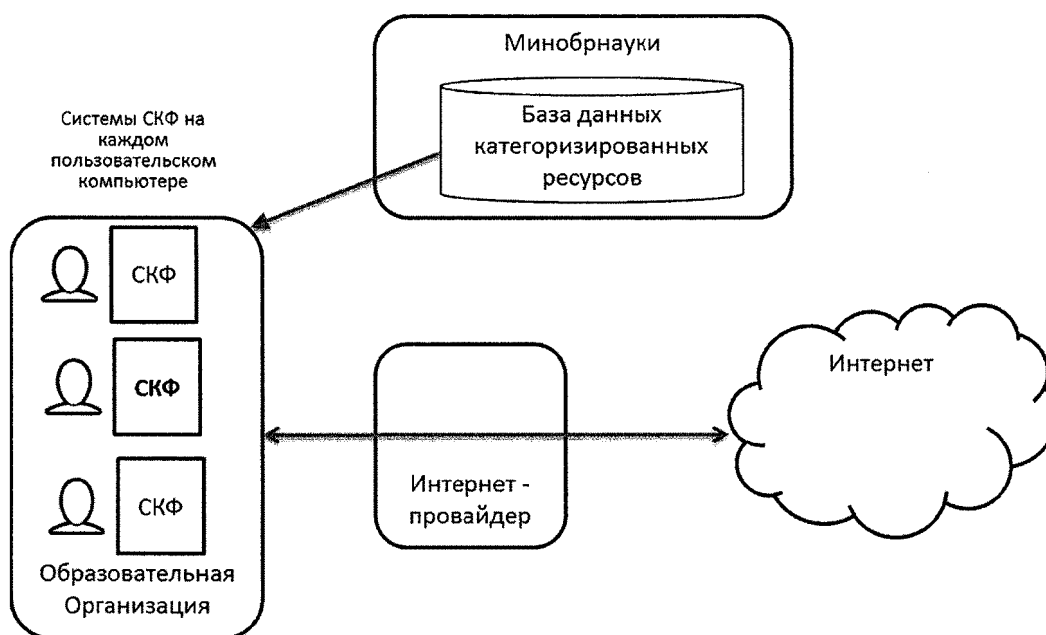 Минобрнауки
База данных
категоризированных
ресурсов
Системы СКФ на
каждом
пользовательском
компьютере
СКФ
СКФ
СКФ
Образовательная
Организация
Интернет -
провайдер
Интернет